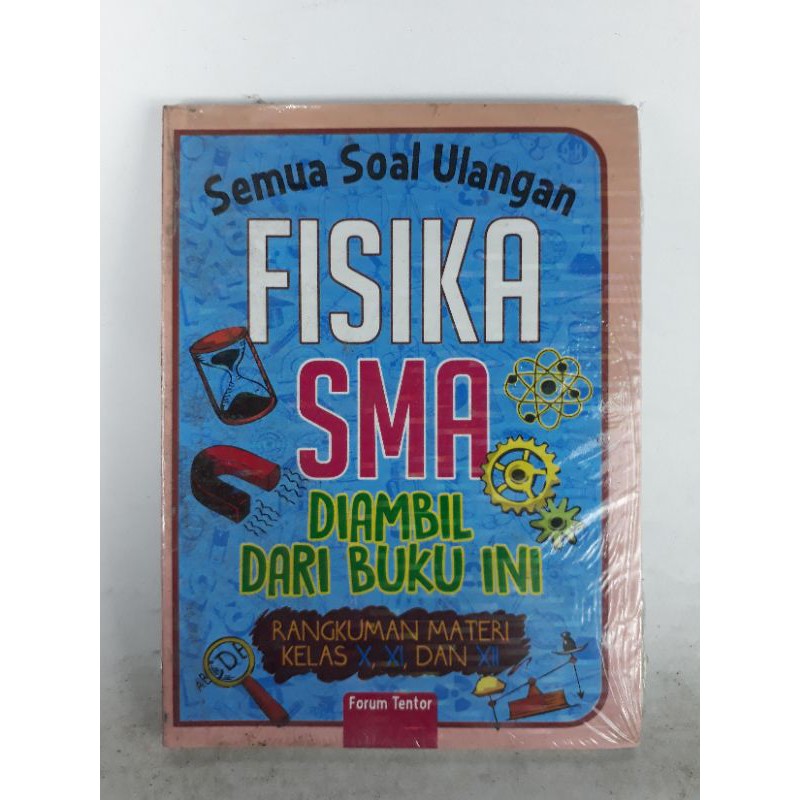 Semua Soal Ulangan
FISIKA
SMA
DIAMBIL
DARI BUKU INI
RANGKUMAN MATERI
KELAS X, XI, DAN XII
Forum Tentor